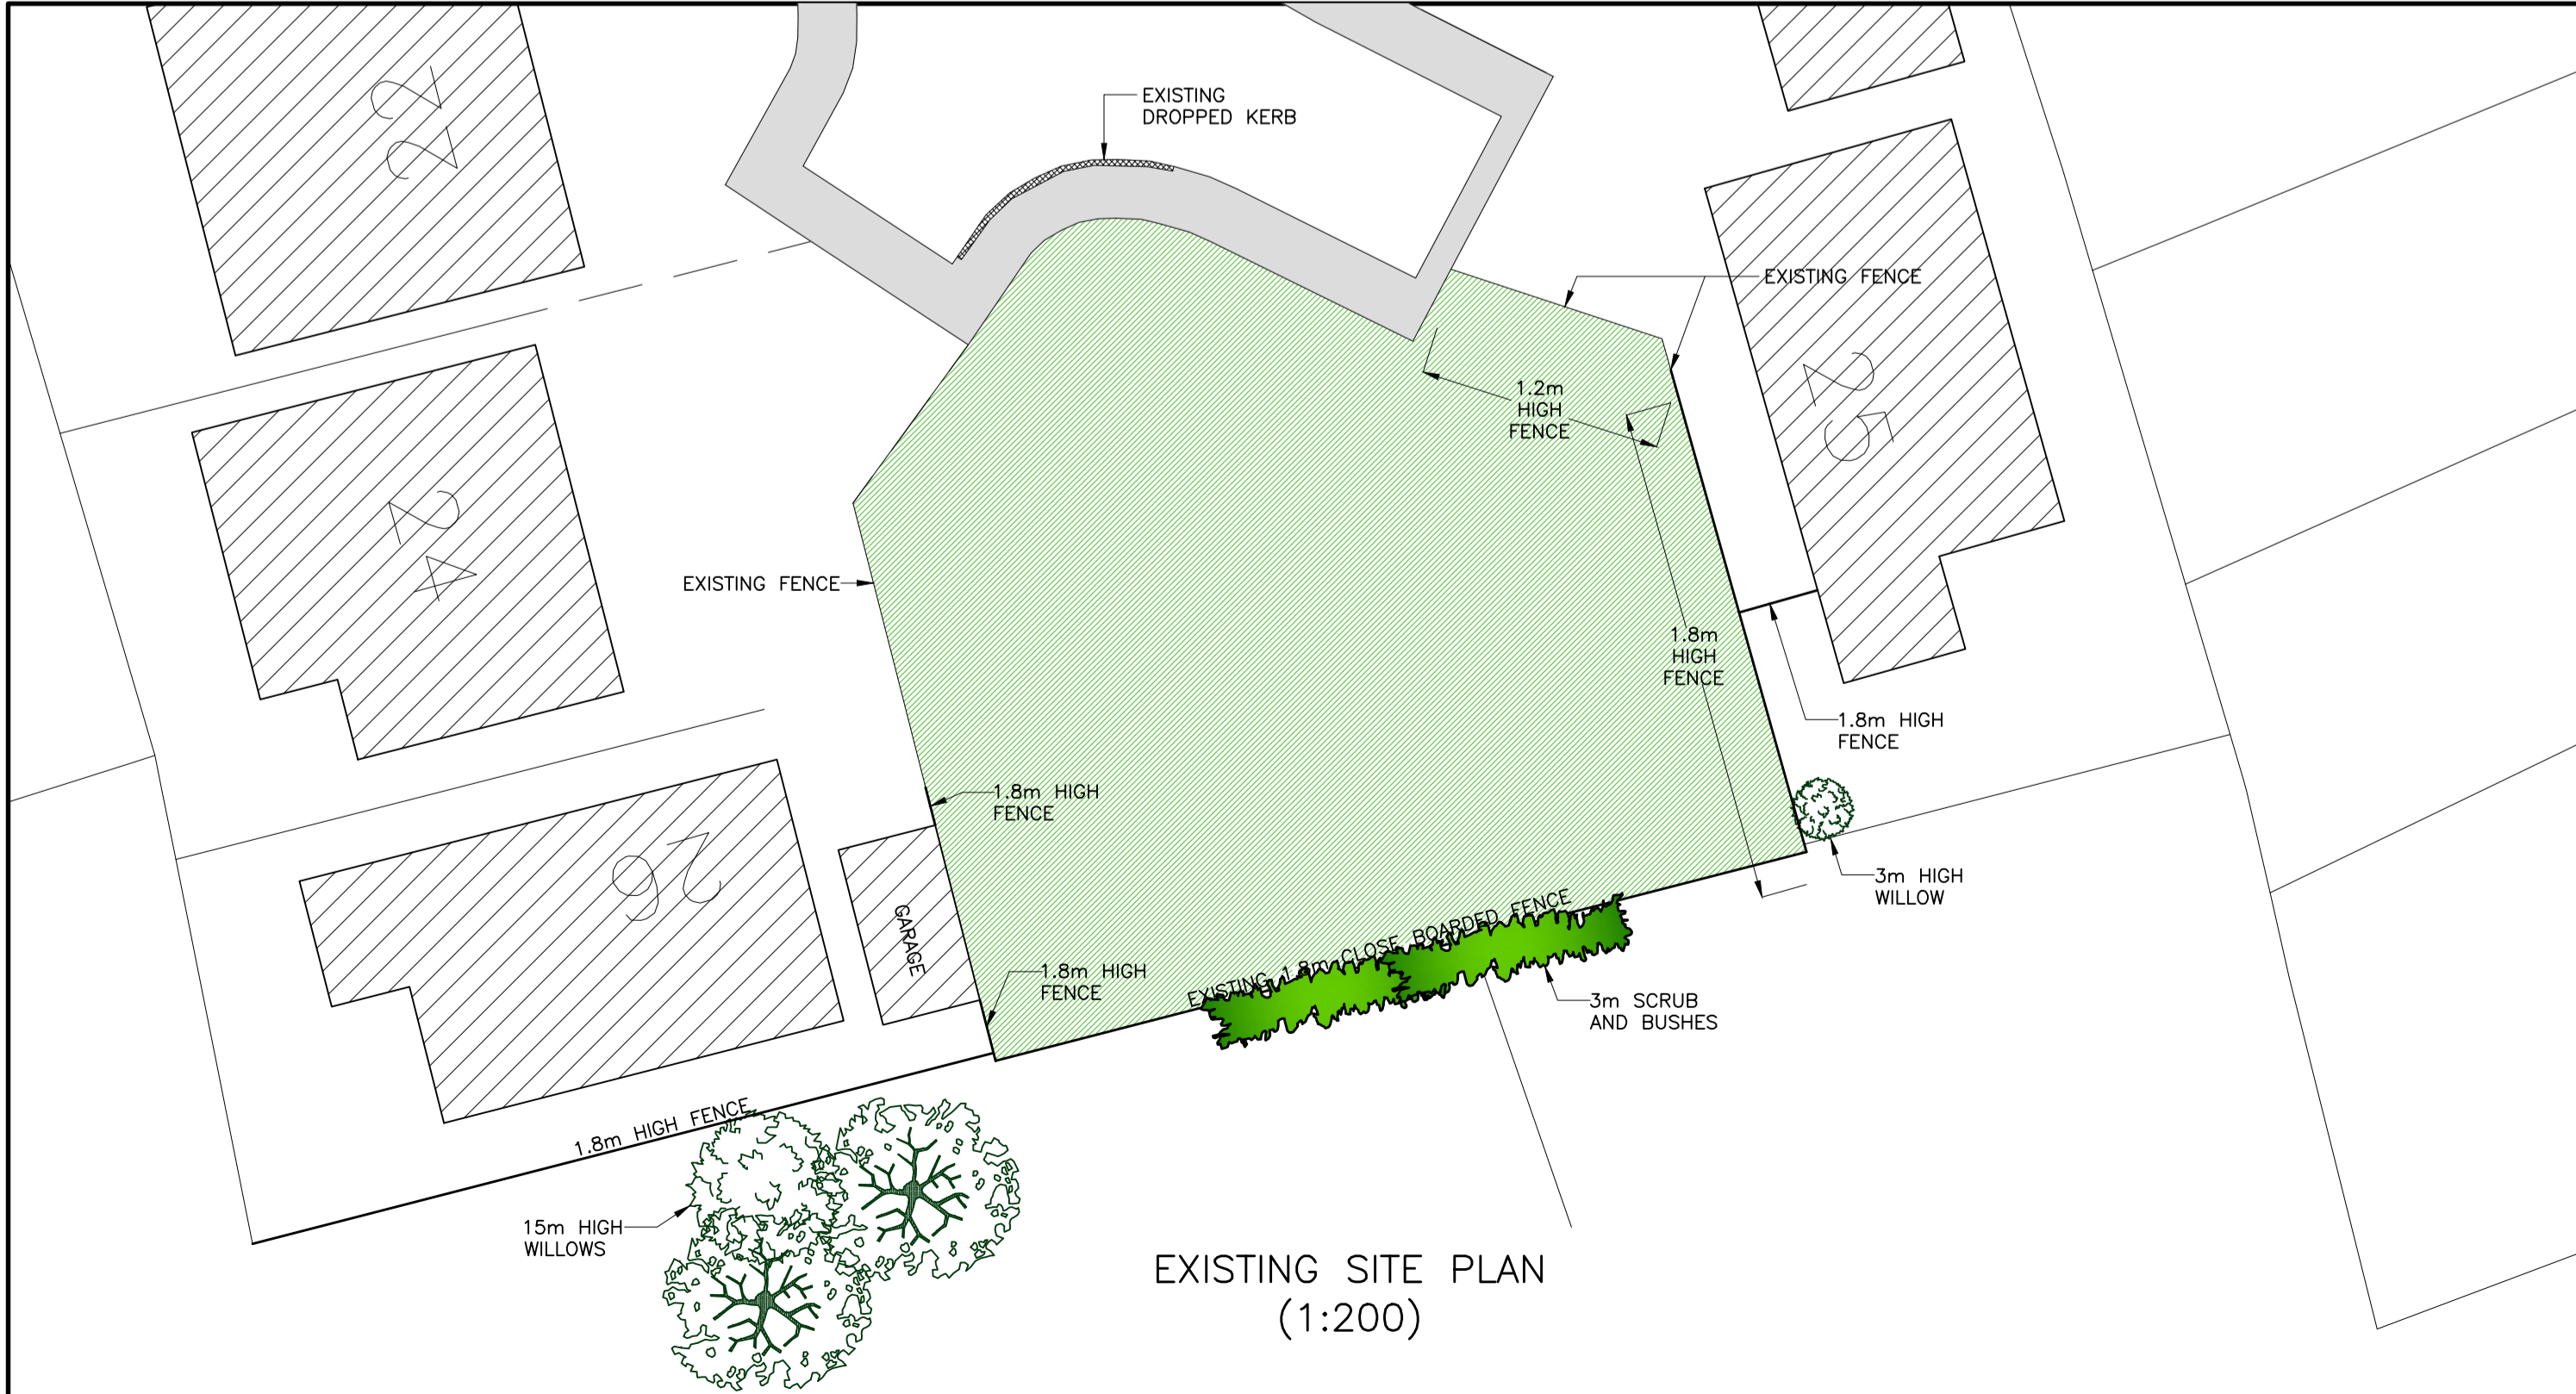 22
EXISTING
DROPPED KERB
EXISTING FENCE
25
1.2m
HIGH
FENCE
24
EXISTING FENCE
1.8m
HIGH
FENCE
1.8m HIGH
FENCE
1.8m HIGH
FENCE
26
GARAGE
3m HIGH
WILLOW
EXISTING 1.8m CLOSE BOARDED FENCE
1.8m HIGH
FENCE
3m SCRUB
AND BUSHES
1.8m HIGH FENCE
15m HIGH
WILLOWS
EXISTING SITE PLAN
(1:200)